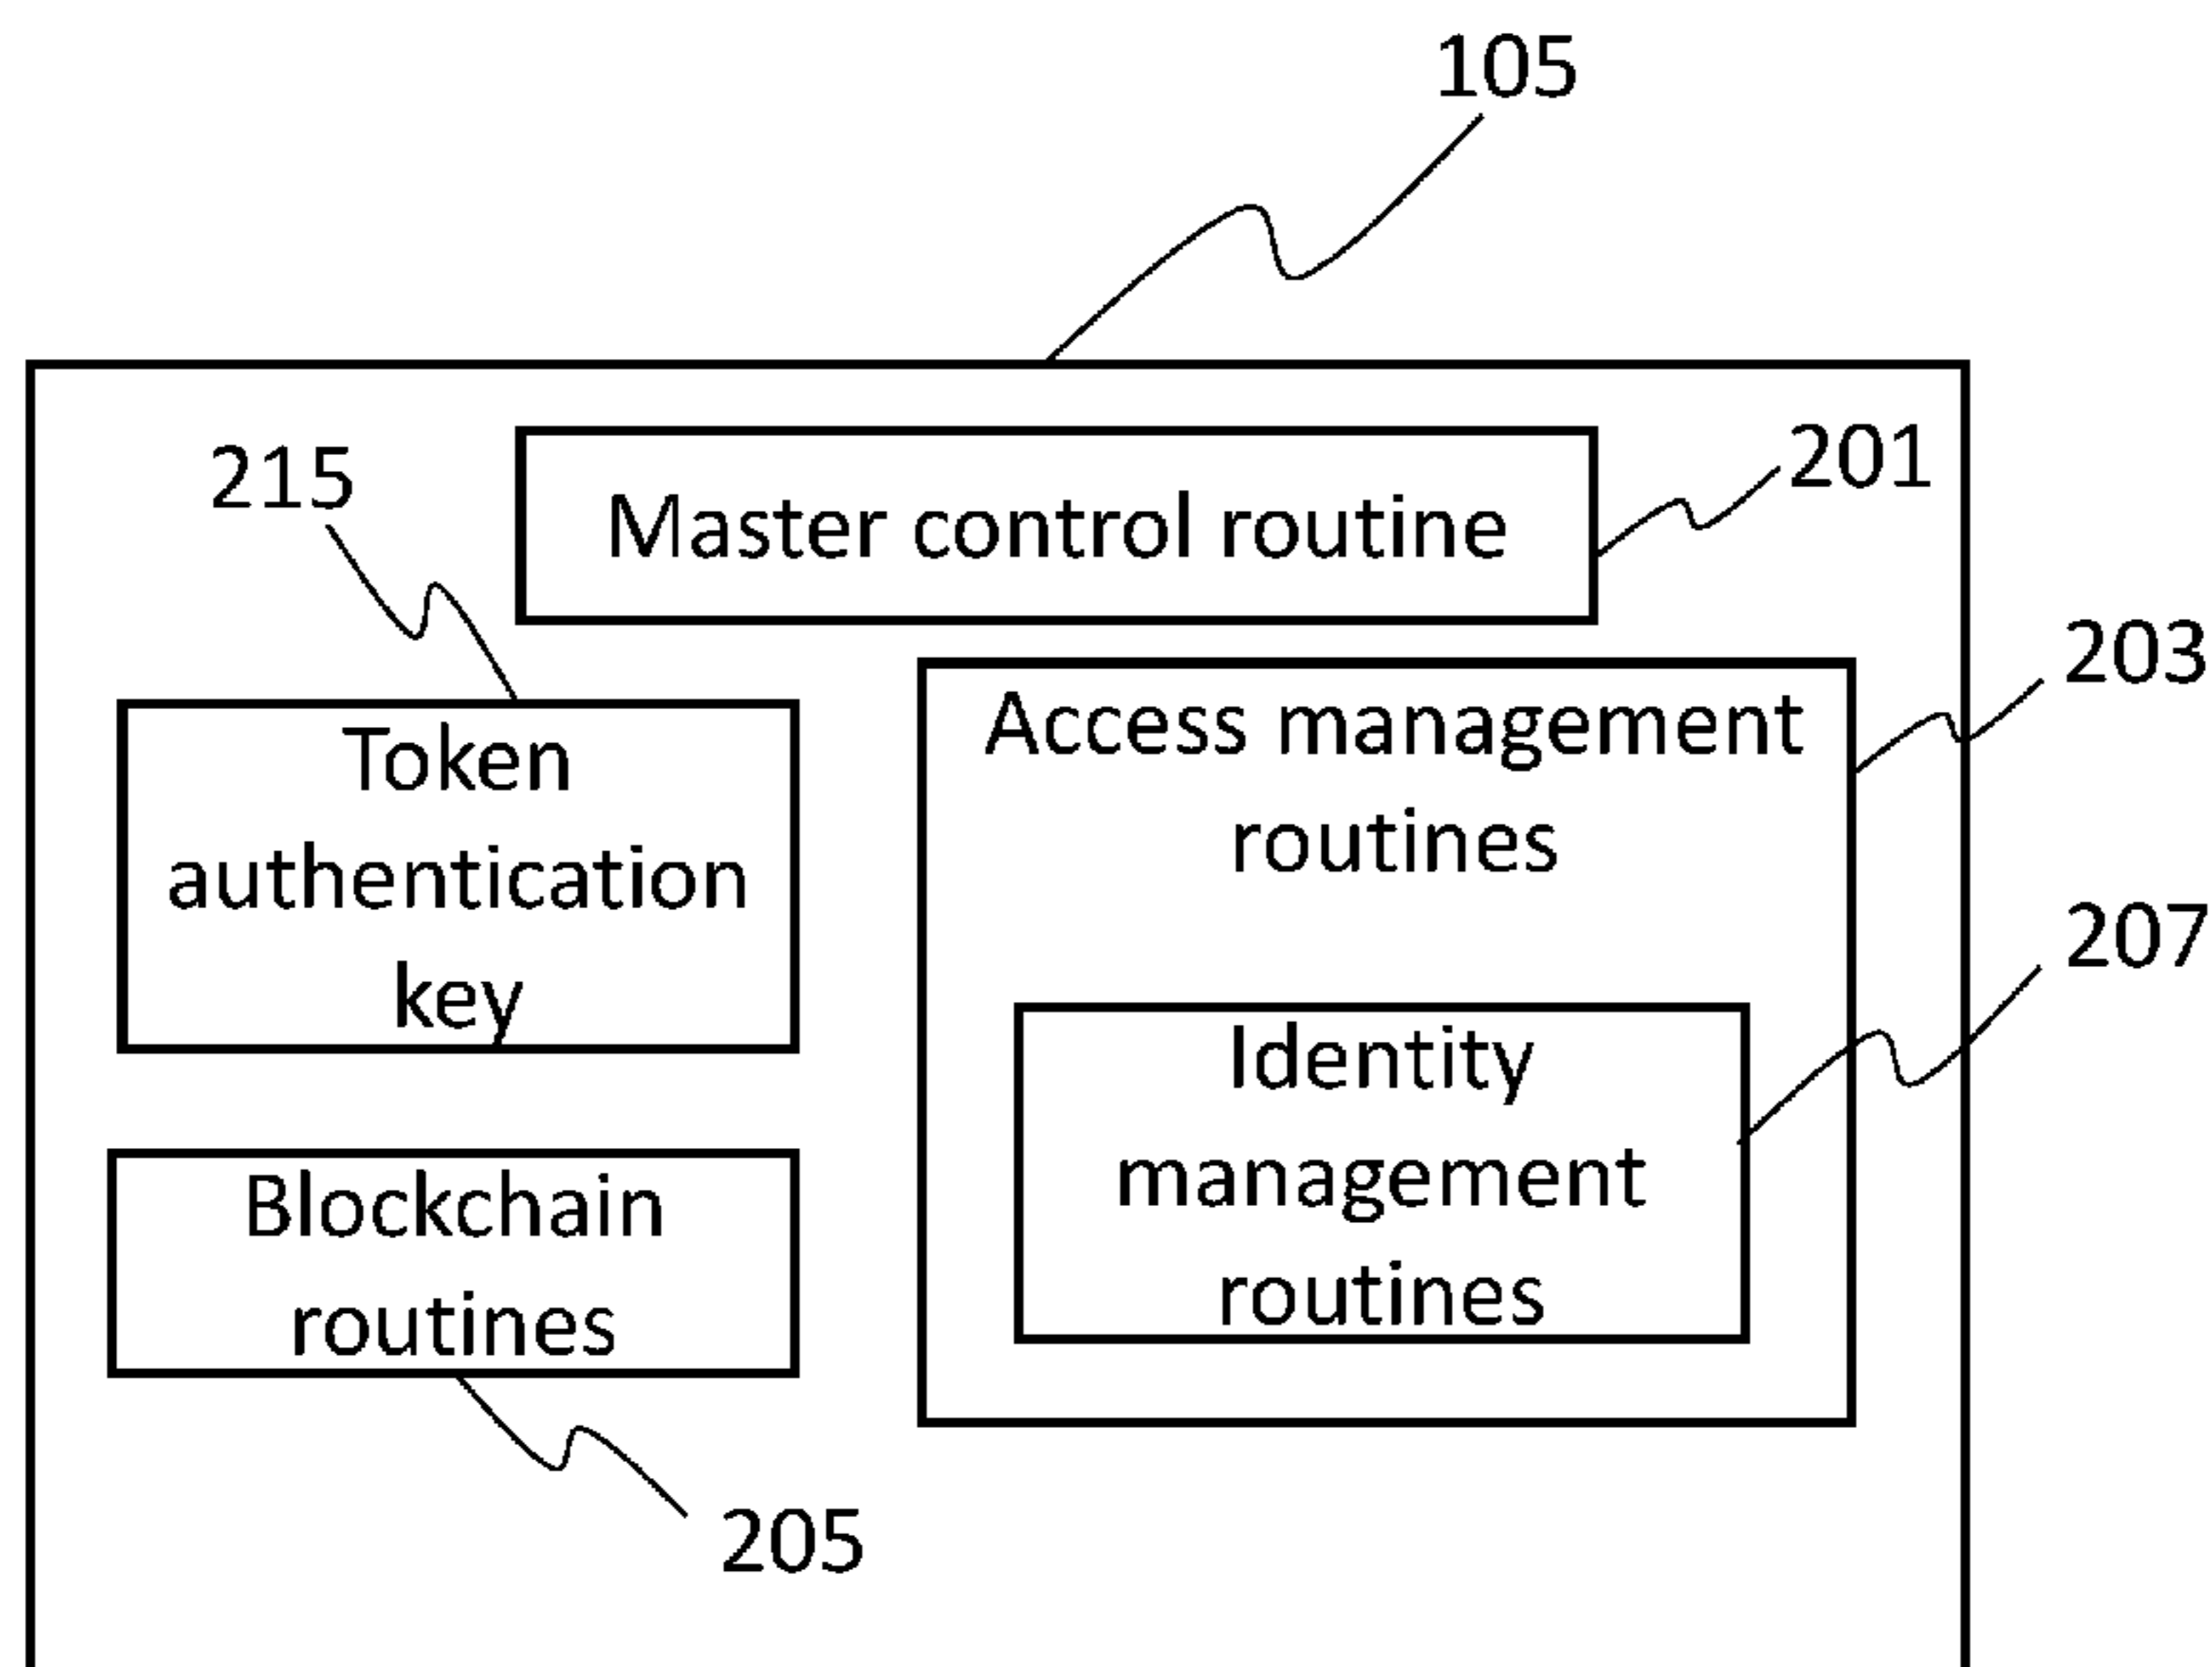 105
Master control routine
201
215
Token
authentication
key
Access management
routines
203
Identity
management
routines
207
Blockchain
routines
205